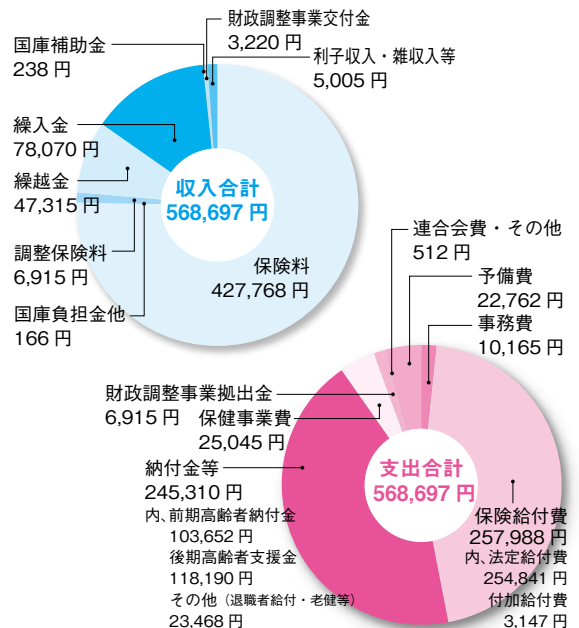 財政調整事業交付金
3,220 円
国庫補助金
238 円
利子収入・雑収入等
5,005 円
繰入金
78,070 円
繰越金
47,315 円
調整保険料
6,915 円
国庫負担金他
166 円
収入合計
568,697 円
保険料
427,768 円
連合会費・その他
512 円
予備費
22,762 円
事務費
10,165 円
財政調整事業拠出金
6,915 円
保健事業費
25,045 円
納付金等
245,310 円
内、前期高齢者納付金
103,652 円
後期高齢者支援金
118,190 円
その他（退職者給付・老健等）
23,468 円
支出合計
568,697 円
保険給付費
257,988 円
内、法定給付費
254,841 円
付加給付費
3,147 円